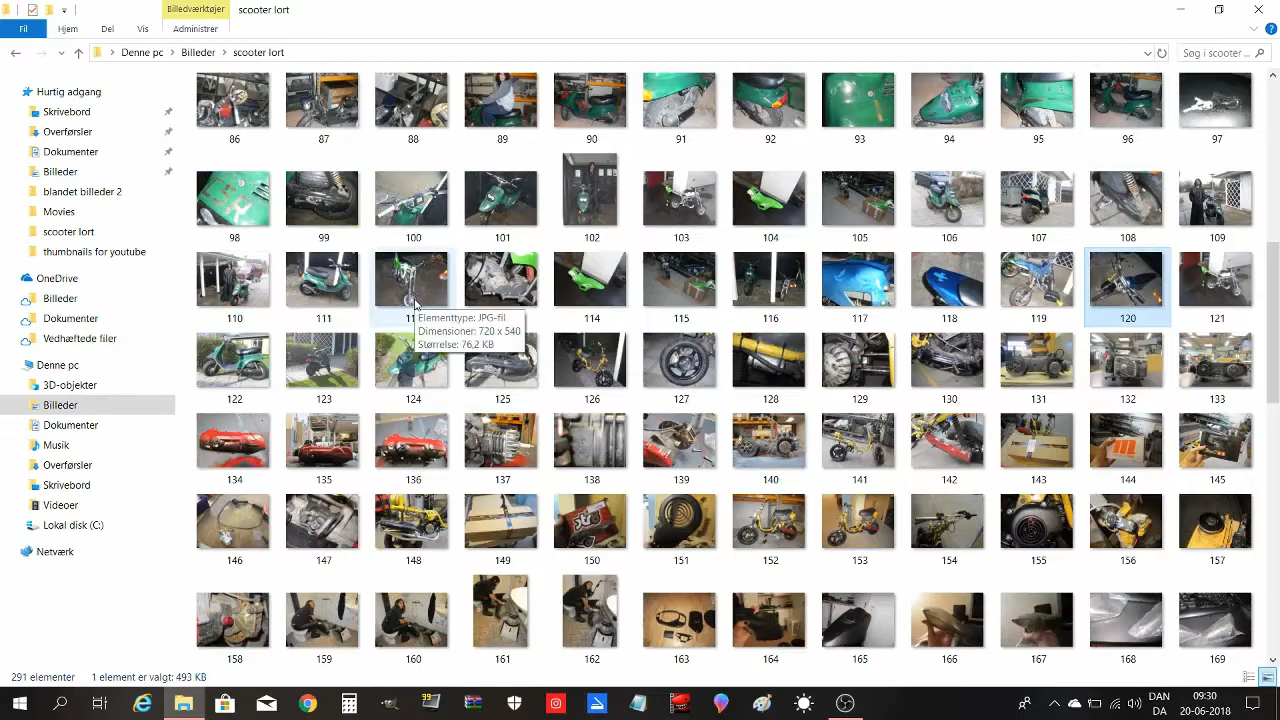 Billedværktøjer
scooter lort
Fil
Hjem
Del
Vis
Administrer
Denne pc
Billeder
scooter lort
Søg i scooter ...
Hurtig adgang
Skrivebord
Overførsler
Dokumenter
Billeder
blandet billeder 2
Movies
scooter lort
thumbnails for youtube
OneDrive
Billeder
Dokumenter
Vedhæftede filer
Denne pc
3D-objekter
Billeder
Dokumenter
Musik
Overførsler
Skrivebord
Videoer
Lokal disk (C:)
Netværk
86 87 88 89 90 91 92 93 94 95 96 97
98 99 100 101 102 103 104 105 106 107 108 109
110 111 11 113 114 115 116 117 118 119 120 121
Elementtype: JPG-fil
Dimensioner: 720 x 540
Størrelse: 76,2 KB
122 123 124 125 126 127 128 129 130 131 132 133
134 135 136 137 138 139 140 141 142 143 144 145
146 147 148 149 150 151 152 153 154 155 156 157
158 159 160 161 162 163 164 165 166 167 168 169
291 elementer
1 element er valgt: 493 KB
99
DAN
DA
09:30
20-06-2018